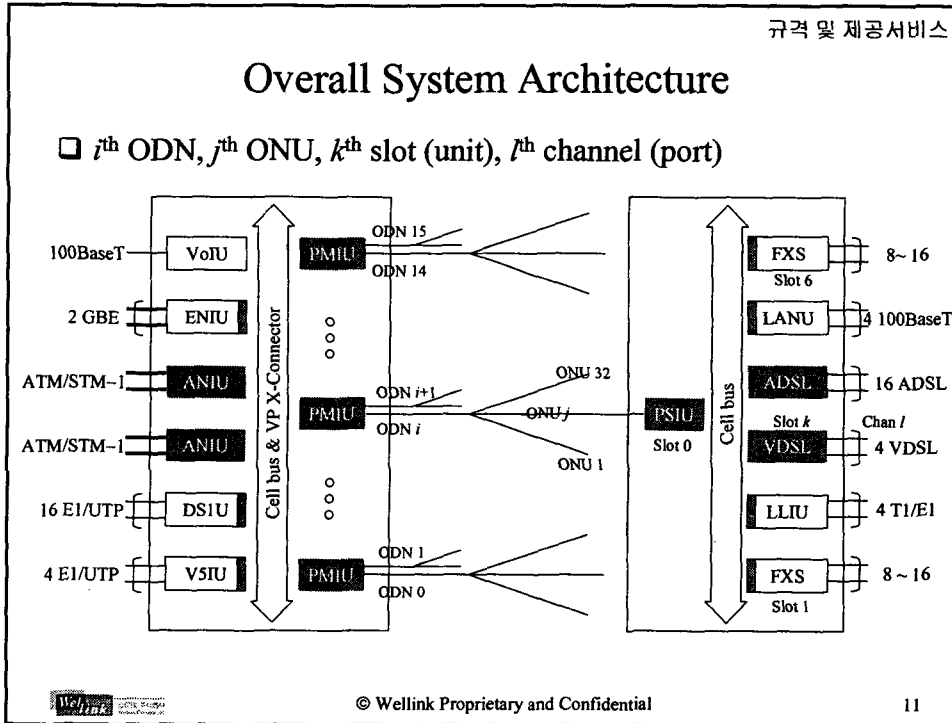 규격 및 제공서비스
Overall System Architecture
❑ ith ODN, jth ONU, kth slot (unit), lth channel (port)
100BaseT
VoIU
2 GBE
ENIU
ATM/STM-1
ANIU
ATM/STM-1
ANIU
16 E1/UTP
DS1U
4 E1/UTP
V5IU
Cell bus & VP X-Connector
PMIU
ODN 15
ODN 14
PMIU
ODN i+1
ODN i
PMIU
ODN 1
ODN 0
ONU 32
ONU j
ONU 1
PSIU
Slot 0
Cell bus
FXS
Slot 6
8~ 16
LANU
4 100BaseT
ADSL
16 ADSL
Slot k
Chan l
VDSL
4 VDSL
LLIU
4 T1/E1
FXS
Slot 1
8 ~ 16
Wellink
© Wellink Proprietary and Confidential
11